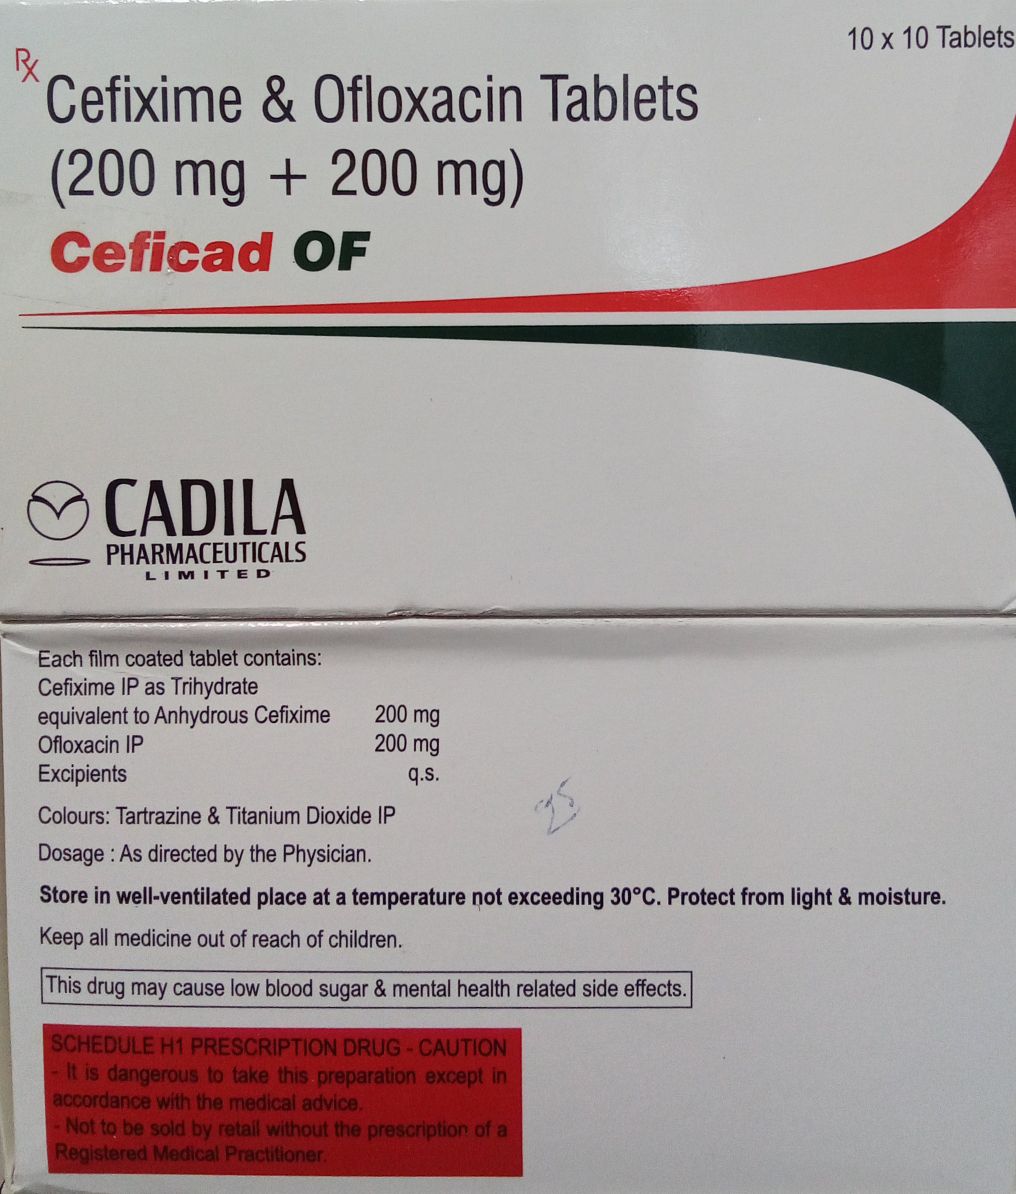 10 x 10 Tablets
Rx
Cefixime & Ofloxacin Tablets
(200 mg + 200 mg)
Ceficad OF
CADILA
PHARMACEUTICALS
LIMITED
Each film coated tablet contains:
Cefixime IP as Trihydrate
equivalent to Anhydrous Cefixime 200 mg
Ofloxacin IP 200 mg
Excipients q.s.
Colours: Tartrazine & Titanium Dioxide IP
Dosage : As directed by the Physician.
Store in well-ventilated place at a temperature not exceeding 30°C. Protect from light & moisture.
Keep all medicine out of reach of children.
This drug may cause low blood sugar & mental health related side effects.
SCHEDULE H1 PRESCRIPTION DRUG - CAUTION
- It is dangerous to take this preparation except in
accordance with the medical advice.
- Not to be sold by retail without the prescription of a
Registered Medical Practitioner.